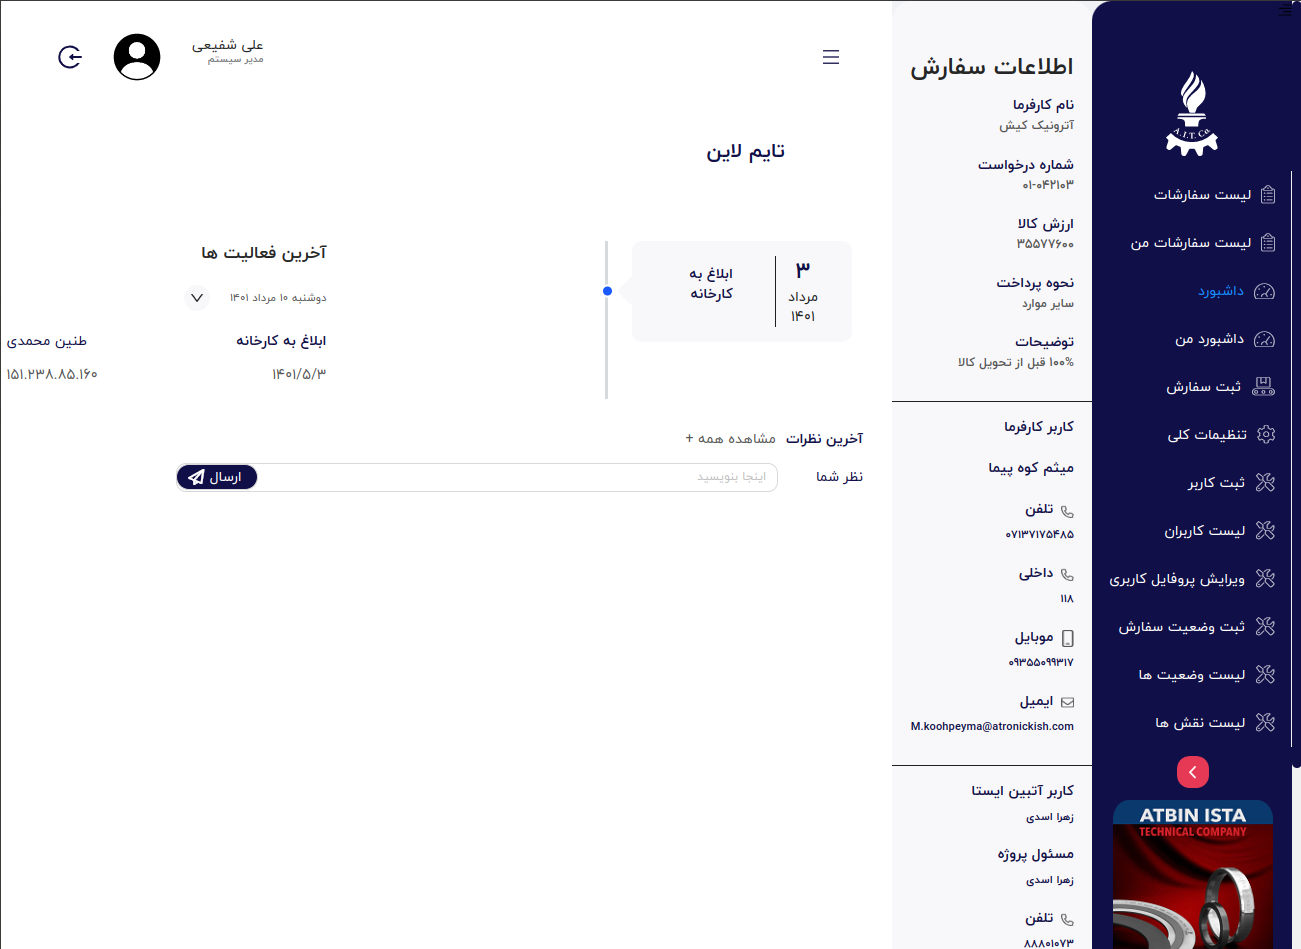 A.I.T.Co
لیست سفارشات
لیست سفارشات من
داشبورد
داشبورد من
ثبت سفارش
تنظیمات کلی
ثبت کاربر
لیست کاربران
ویرایش پروفایل کاربری
ثبت وضعیت سفارش
لیست وضعیت ها
لیست نقش ها
ATBIN ISTA
TECHNICAL COMPANY
اطلاعات سفارش
نام کارفرما
آترونیک کیش
شماره درخواست
۰۱-۰۴۲۱۰۳
ارزش کالا
۳۵۵۷۷۶۰۰
نحوه پرداخت
سایر موارد
توضیحات
۱۰۰% قبل از تحویل کالا
کاربر کارفرما
میثم کوه پیما
تلفن
۰۷۱۳۷۱۷۵۴۸۵
داخلی
۱۱۸
موبایل
۰۹۳۵۵۰۹۹۳۱۷
ایمیل
M.koohpeyma@atronickish.com
کاربر آتبین ایستا
زهرا اسدی
مسئول پروژه
زهرا اسدی
تلفن
۸۸۸۰۱۰۷۳
علی شفیعی
مدیر سیستم
تایم لاین
۳
مرداد
۱۴۰۱
ابلاغ به
کارخانه
آخرین فعالیت ها
دوشنبه ۱۰ مرداد ۱۴۰۱
ابلاغ به کارخانه
طنین محمدی
۱۴۰۱/۵/۳
۱۵۱.۲۳۸.۸۵.۱۶۰
آخرین نظرات
مشاهده همه +
نظر شما
اینجا بنویسید
ارسال